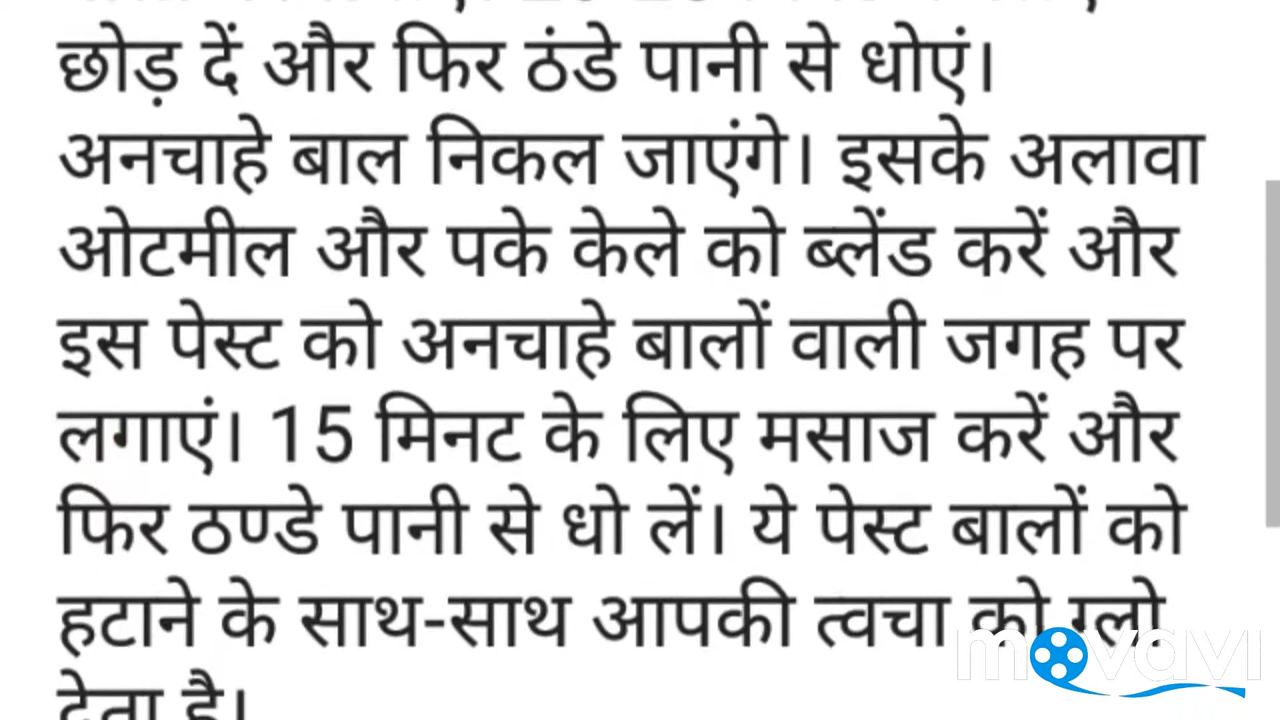 छोड़ दें और फिर ठंडे पानी से धोएं।
अनचाहे बाल निकल जाएंगे। इसके अलावा
ओटमील और पके केले को ब्लेंड करें और
इस पेस्ट को अनचाहे बालों वाली जगह पर
लगाएं। 15 मिनट के लिए मसाज करें और
फिर ठण्डे पानी से धो लें। ये पेस्ट बालों को
हटाने के साथ-साथ आपकी त्वचा को ग्लो
movavi
देता है।